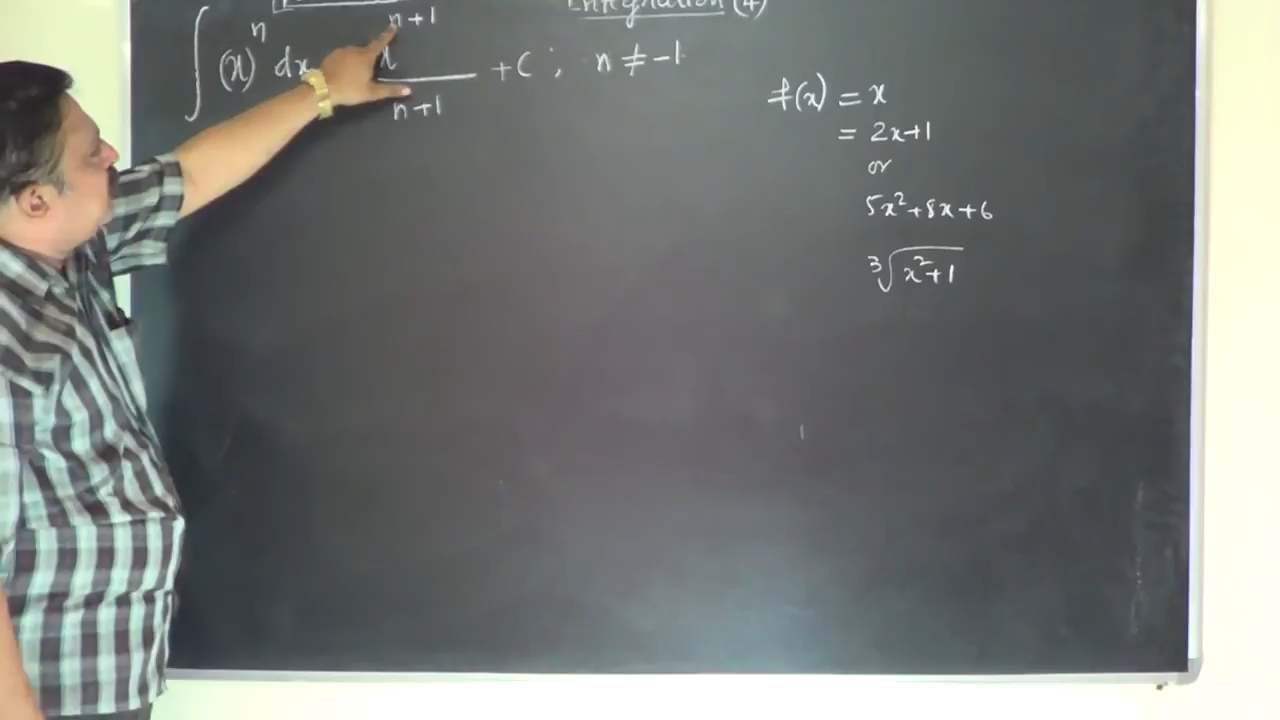 Integration (4)
∫ (x)^n dx = x^(n+1)/(n+1) + C ; n ≠ -1
f(x) = x
= 2x+1
or
5x²+8x+6
∛(x²+1)